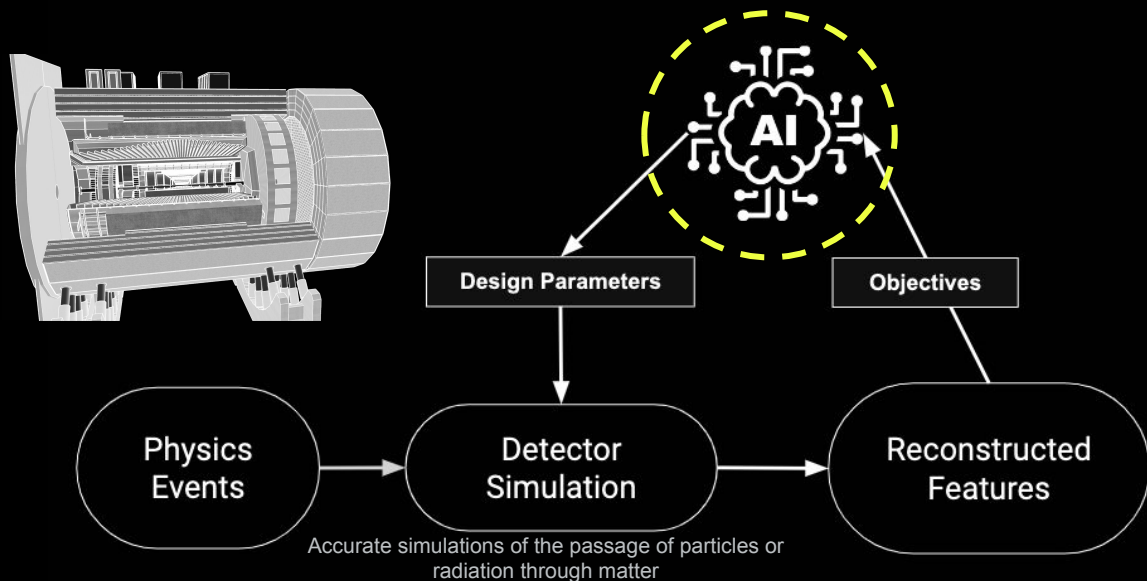 AI
Design Parameters
Objectives
Physics
Events
Detector
Simulation
Reconstructed
Features
Accurate simulations of the passage of particles or
radiation through matter